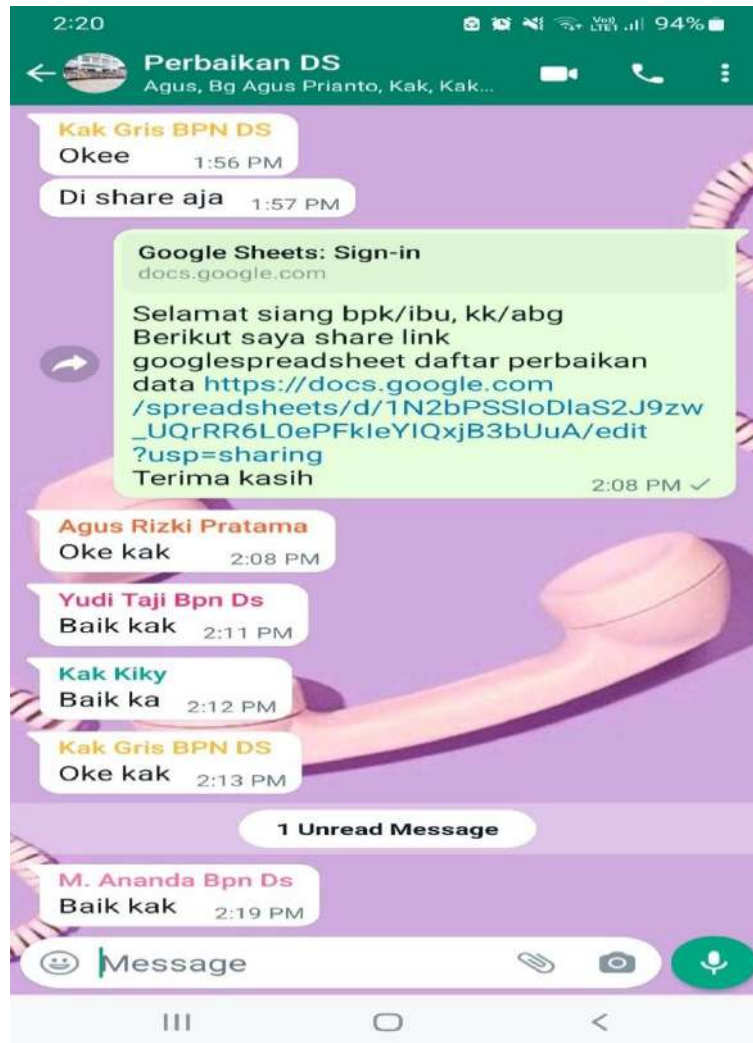 2:20 Vo)) LTE1 94%
Perbaikan DS
Agus, Bg Agus Prianto, Kak, Kak...
Kak Gris BPN DS
Okee 1:56 PM
Di share aja 1:57 PM
Google Sheets: Sign-in
docs.google.com
Selamat siang bpk/ibu, kk/abg
Berikut saya share link
googlespreadsheet daftar perbaikan
data https://docs.google.com
/spreadsheets/d/1N2bPSSloDlaS2J9zw
_UQrRR6L0ePFkleYIQxjB3bUuA/edit
?usp=sharing
Terima kasih 2:08 PM
Agus Rizki Pratama
Oke kak 2:08 PM
Yudi Taji Bpn Ds
Baik kak 2:11 PM
Kak Kiky
Baik ka 2:12 PM
Kak Gris BPN DS
Oke kak 2:13 PM
1 Unread Message
M. Ananda Bpn Ds
Baik kak 2:19 PM
Message